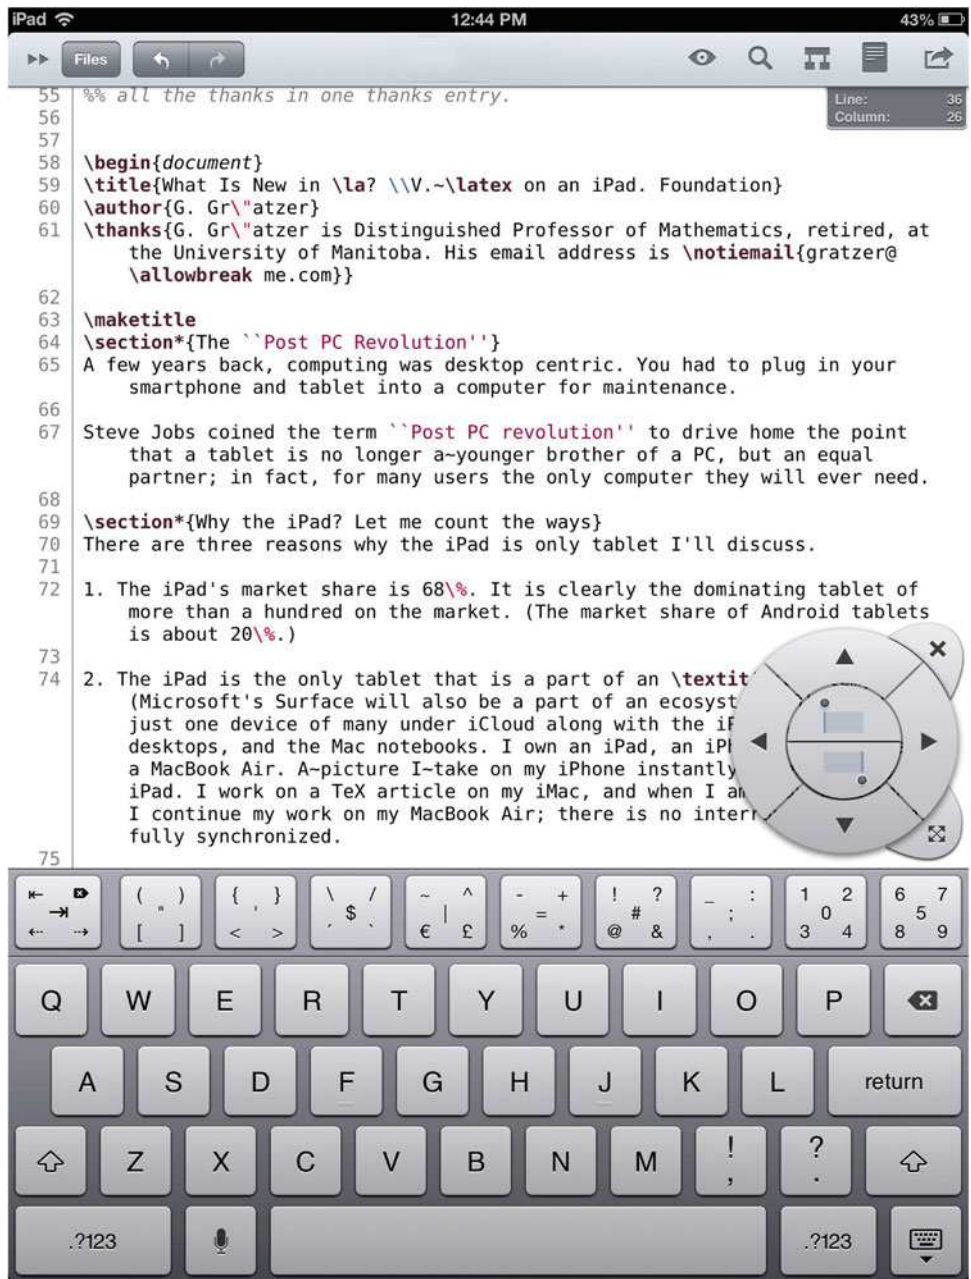 iPad 12:44 PM 43%
Files
Line: 36
Column: 26
55 %% all the thanks in one thanks entry.
56
57
58 \begin{document}
59 \title{What Is New in \la? \\V.~\latex on an iPad. Foundation}
60 \author{G. Gr\"atzer}
61 \thanks{G. Gr\"atzer is Distinguished Professor of Mathematics, retired, at
the University of Manitoba. His email address is \notiemail{gratzer@
\allowbreak me.com}}
62
63 \maketitle
64 \section*{The ``Post PC Revolution''}
65 A few years back, computing was desktop centric. You had to plug in your
smartphone and tablet into a computer for maintenance.
66
67 Steve Jobs coined the term ``Post PC revolution'' to drive home the point
that a tablet is no longer a~younger brother of a PC, but an equal
partner; in fact, for many users the only computer they will ever need.
68
69 \section*{Why the iPad? Let me count the ways}
70 There are three reasons why the iPad is only tablet I'll discuss.
71
72 1. The iPad's market share is 68\%. It is clearly the dominating tablet of
more than a hundred on the market. (The market share of Android tablets
is about 20\%.)
73
74 2. The iPad is the only tablet that is a part of an \textit
(Microsoft's Surface will also be a part of an ecosyst
just one device of many under iCloud along with the iP
desktops, and the Mac notebooks. I own an iPad, an iPh
a MacBook Air. A~picture I~take on my iPhone instantly
iPad. I work on a TeX article on my iMac, and when I am
I continue my work on my MacBook Air; there is no interr
fully synchronized.
75
( ) { } \ / ~ ^ - + ! ? _ : 1 2 6 7
" ' $ | = # ; 0 5
[ ] < > ´ ` € £ % * @ & , . 3 4 8 9
Q W E R T Y U I O P
A S D F G H J K L return
Z X C V B N M ! , ? .
.?123 .?123